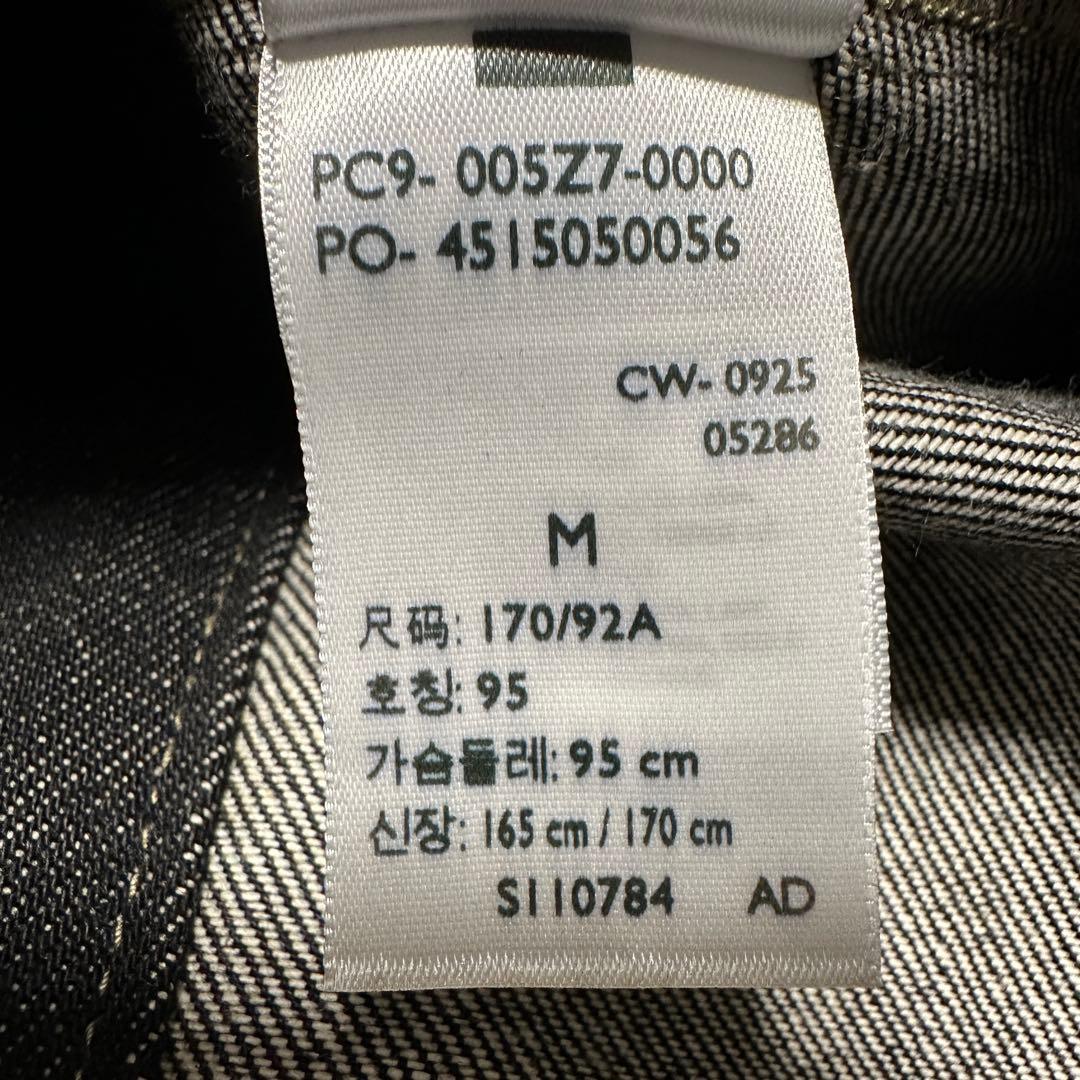 PC9- 005Z7-0000
PO- 4515050056
CW- 0925
05286
M
尺码: 170/92A
호칭: 95
가슴둘레: 95 cm
신장: 165 cm / 170 cm
S110784 AD